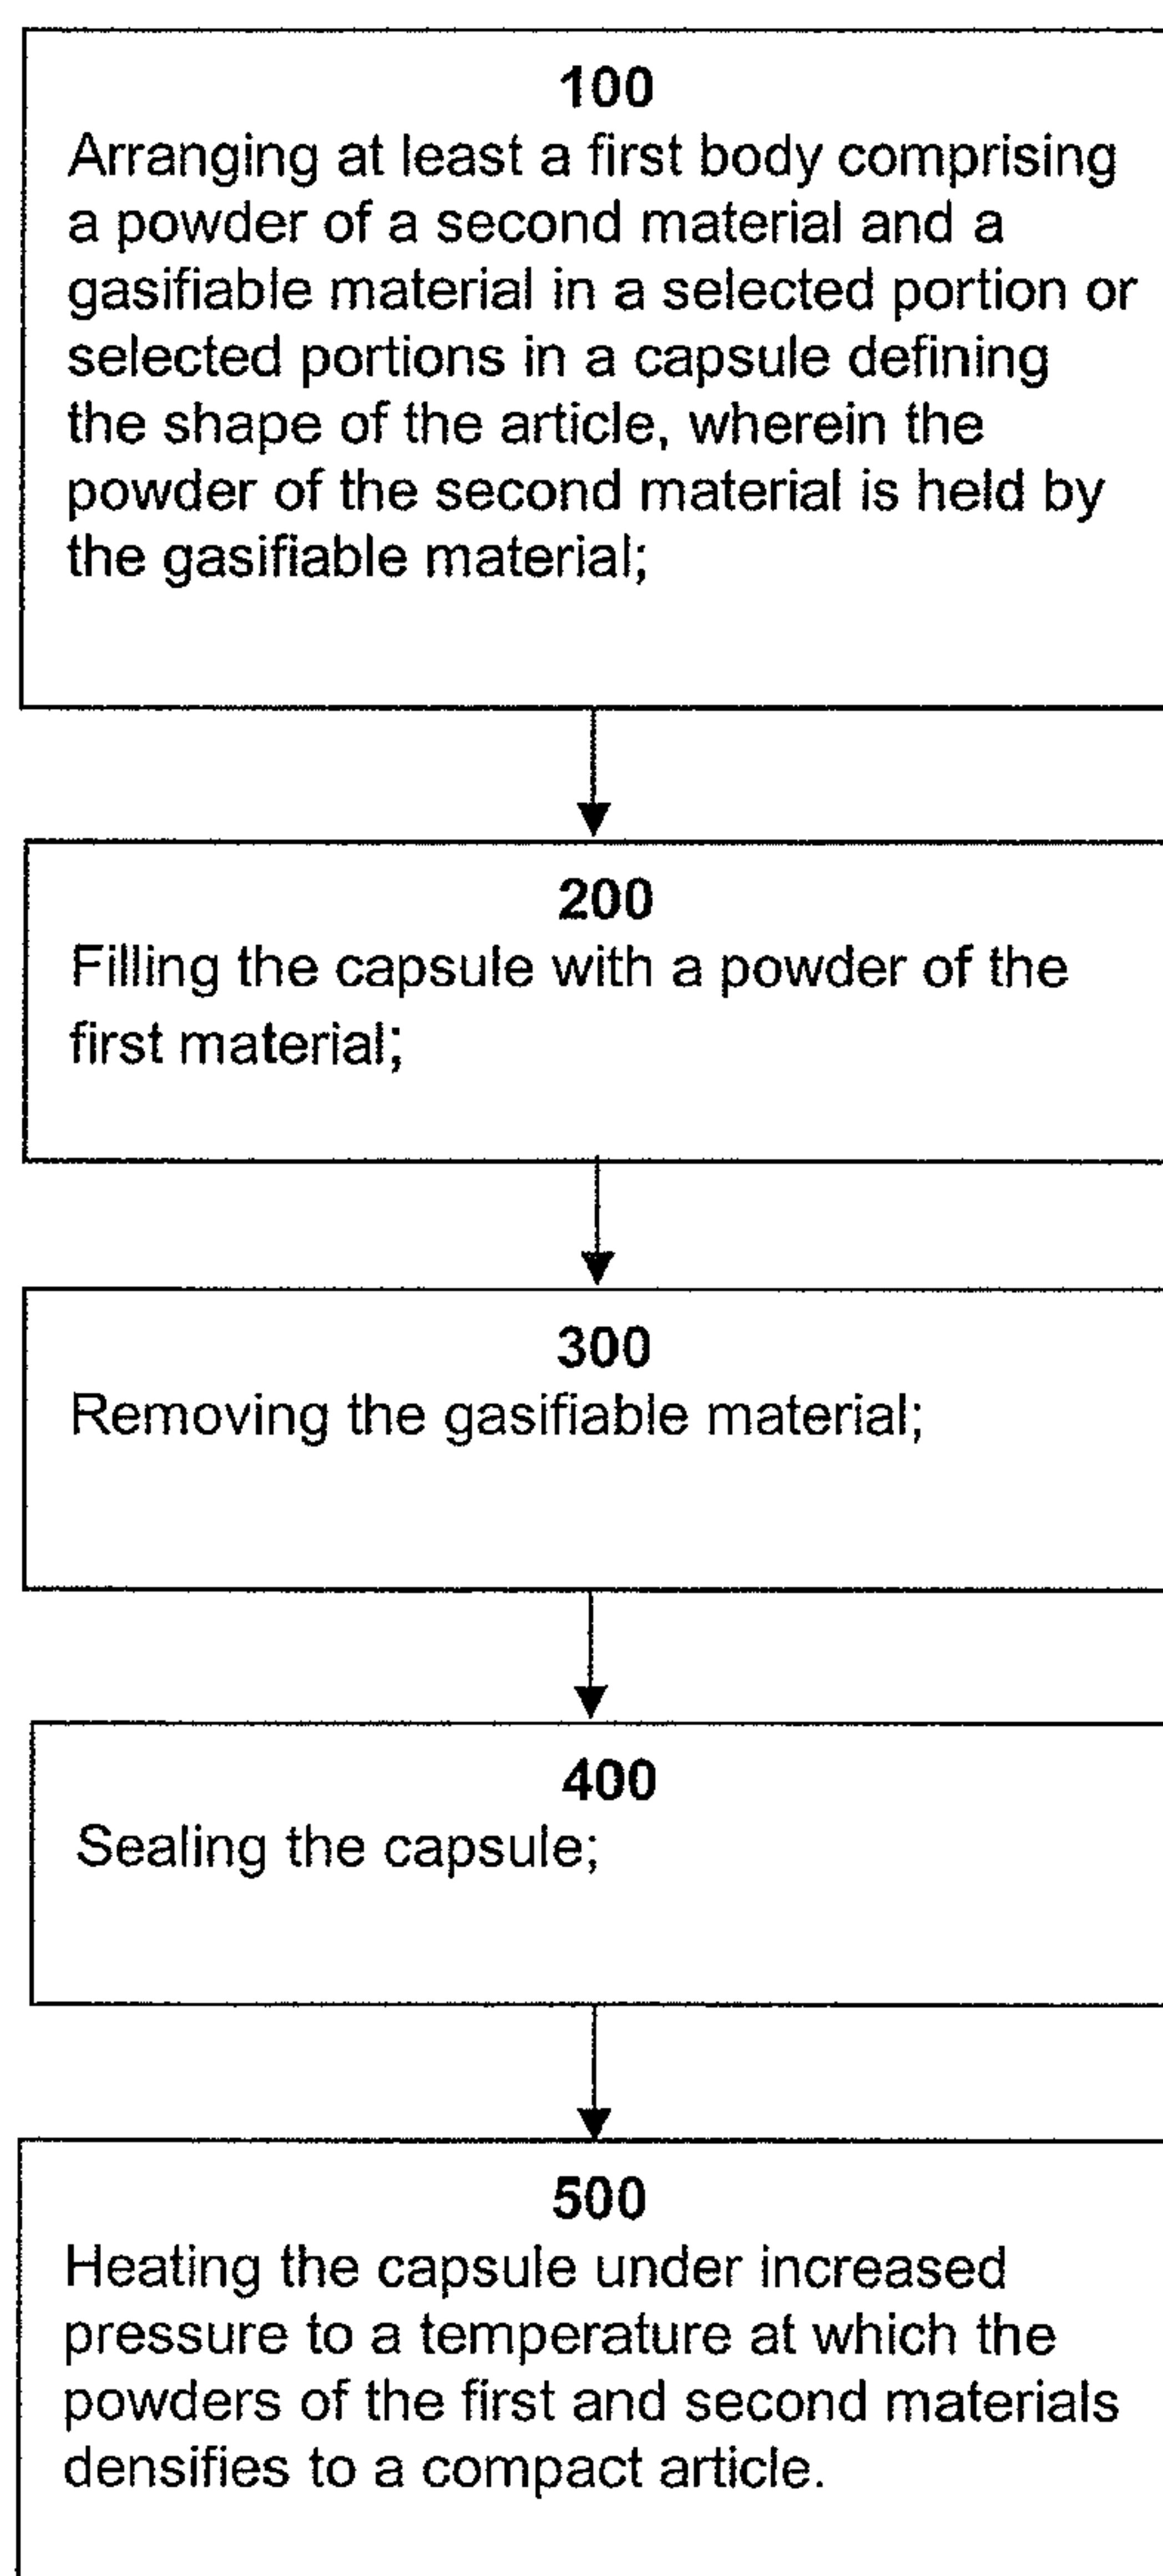 100
Arranging at least a first body comprising
a powder of a second material and a
gasifiable material in a selected portion or
selected portions in a capsule defining
the shape of the article, wherein the
powder of the second material is held by
the gasifiable material;
200
Filling the capsule with a powder of the
first material;
300
Removing the gasifiable material;
400
Sealing the capsule;
500
Heating the capsule under increased
pressure to a temperature at which the
powders of the first and second materials
densifies to a compact article.